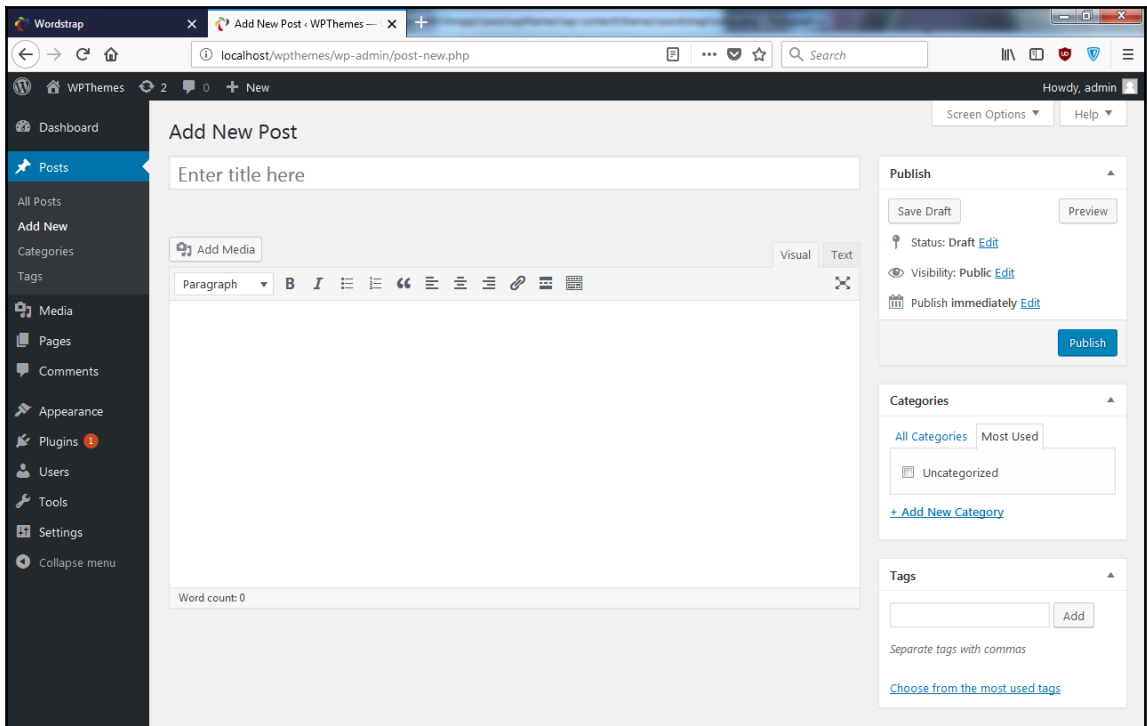 Wordstrap
Add New Post ‹ WPThemes —
localhost/wpthemes/wp-admin/post-new.php
Search
WPThemes 2 0 + New
Howdy, admin
Screen Options
Help
Dashboard
Posts
All Posts
Add New
Categories
Tags
Media
Pages
Comments
Appearance
Plugins 1
Users
Tools
Settings
Collapse menu
Add New Post
Enter title here
Add Media
Visual Text
Paragraph B I
Word count: 0
Publish
Save Draft Preview
Status: Draft Edit
Visibility: Public Edit
Publish immediately Edit
Publish
Categories
All Categories Most Used
Uncategorized
+ Add New Category
Tags
Add
Separate tags with commas
Choose from the most used tags